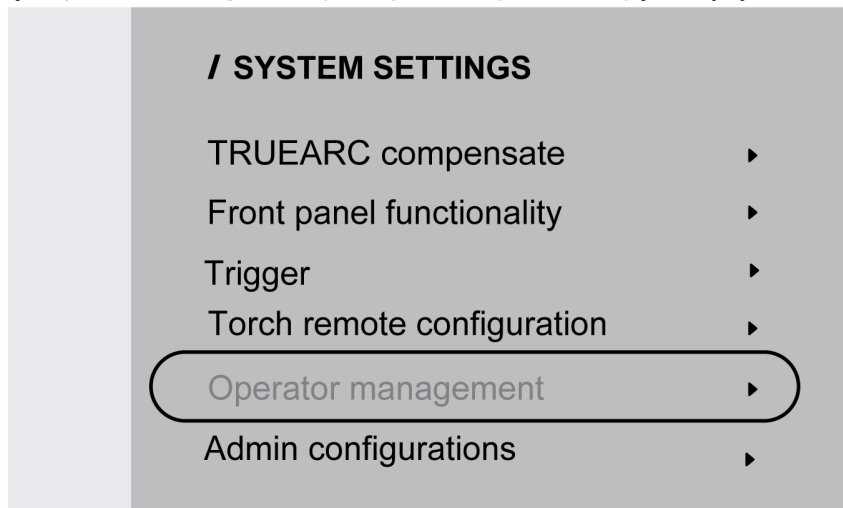 / SYSTEM SETTINGS
TRUEARC compensate
Front panel functionality
Trigger
Torch remote configuration
Operator management
Admin configurations